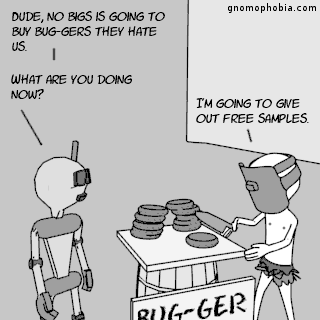 gnomophobia.com
DUDE, NO BIGS IS GOING TO
BUY BUG-GERS THEY HATE
US.
WHAT ARE YOU DOING
NOW?
I'M GOING TO GIVE
OUT FREE SAMPLES.
BUG-GER